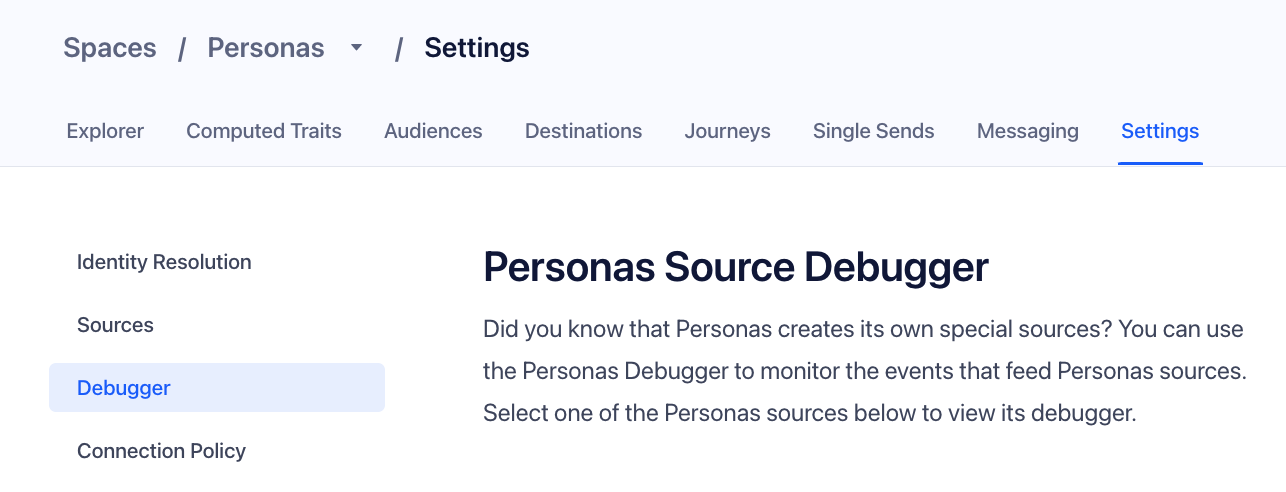 Spaces / Personas / Settings
Explorer Computed Traits Audiences Destinations Journeys Single Sends Messaging Settings
Identity Resolution
Sources
Debugger
Connection Policy
Personas Source Debugger
Did you know that Personas creates its own special sources? You can use
the Personas Debugger to monitor the events that feed Personas sources.
Select one of the Personas sources below to view its debugger.